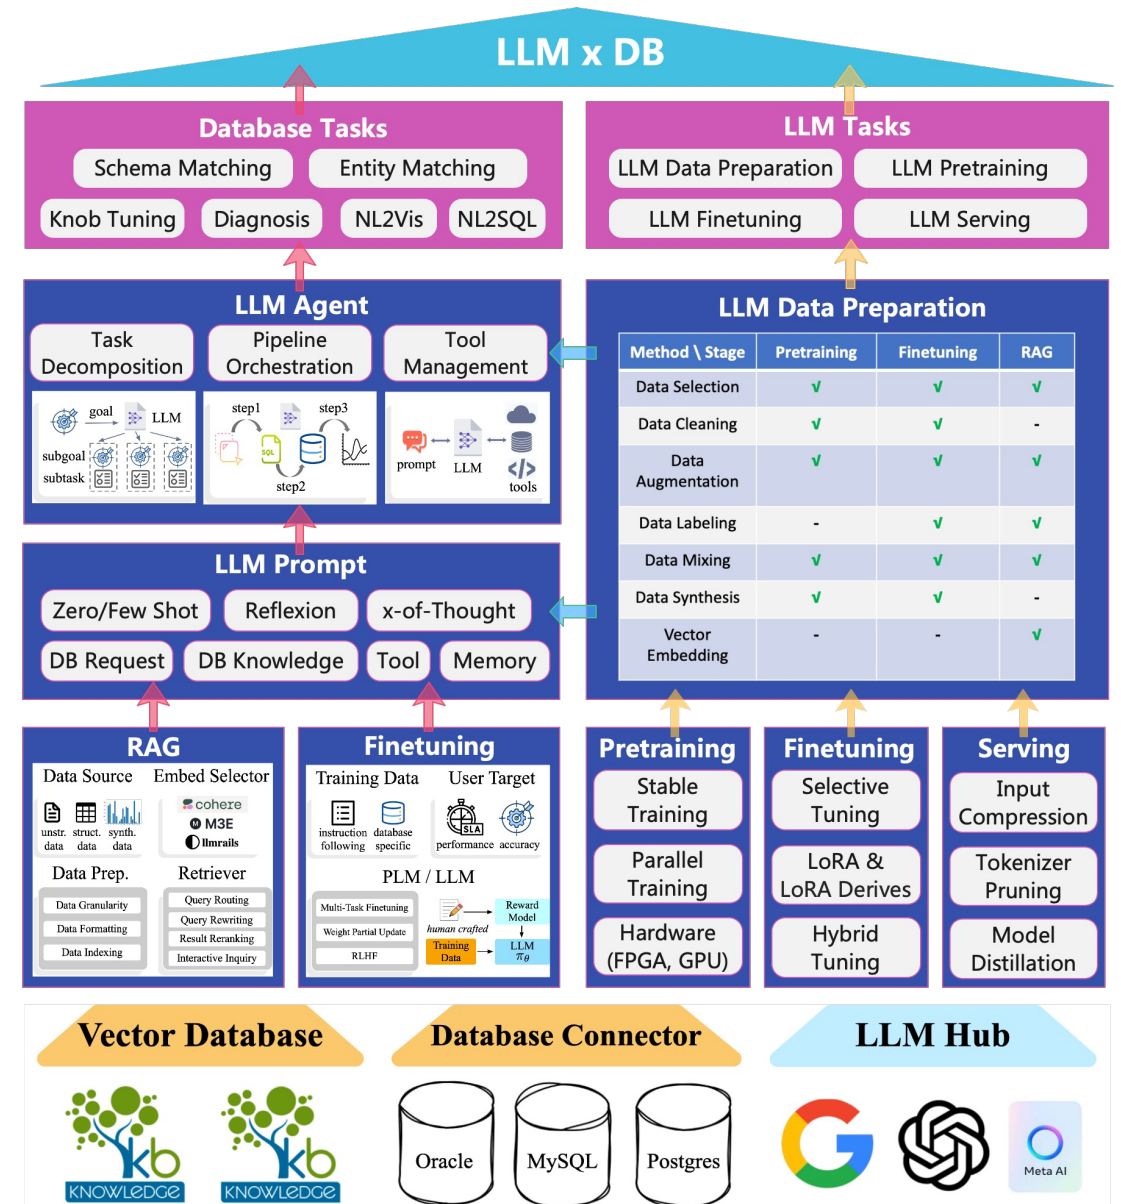 LLM x DB
Database Tasks
Schema Matching
Entity Matching
Knob Tuning
Diagnosis
NL2Vis
NL2SQL
LLM Tasks
LLM Data Preparation
LLM Pretraining
LLM Finetuning
LLM Serving
LLM Agent
Task
Decomposition
Pipeline
Orchestration
Tool
Management
goal
LLM
subgoal
subtask
step1
step3
SQL
step2
prompt
LLM
tools
LLM Data Preparation
Method \ Stage Pretraining Finetuning RAG
Data Selection √ √ √
Data Cleaning √ √ -
Data
Augmentation √ √ √
Data Labeling - √ √
Data Mixing √ √ √
Data Synthesis √ √ -
Vector
Embedding - - √
LLM Prompt
Zero/Few Shot
Reflexion
x-of-Thought
DB Request
DB Knowledge
Tool
Memory
RAG
Data Source
unstr. data
struct. data
synth. data
Embed Selector
cohere
M3E
llmrails
Data Prep.
Data Granularity
Data Formatting
Data Indexing
Retriever
Query Routing
Query Rewriting
Result Reranking
Interactive Inquiry
Finetuning
Training Data
instruction
following
database
specific
User Target
SLA
performance
accuracy
PLM / LLM
Multi-Task Finetuning
Weight Partial Update
RLHF
human crafted
Reward
Model
Training
Data
LLM
πθ
Pretraining
Stable
Training
Parallel
Training
Hardware
(FPGA, GPU)
Finetuning
Selective
Tuning
LoRA &
LoRA Derives
Hybrid
Tuning
Serving
Input
Compression
Tokenizer
Pruning
Model
Distillation
Vector Database
kb
KNOWLEDGE
kb
KNOWLEDGE
Database Connector
Oracle
MySQL
Postgres
LLM Hub
G
Meta AI